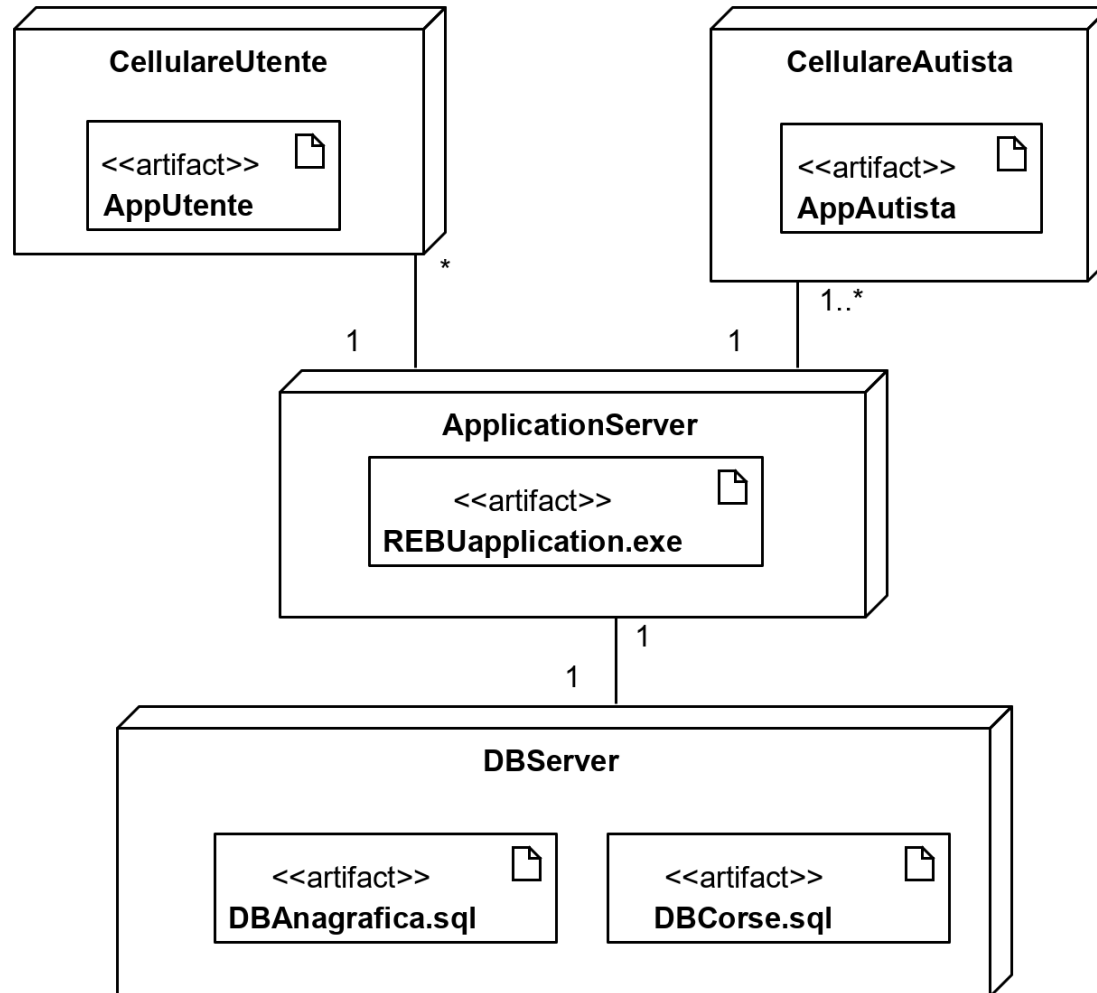 CellulareUtente
<<artifact>>
AppUtente
CellulareAutista
<<artifact>>
AppAutista
*
1..*
1
1
ApplicationServer
<<artifact>>
REBUapplication.exe
1
1
DBServer
<<artifact>>
DBAnagrafica.sql
<<artifact>>
DBCorse.sql